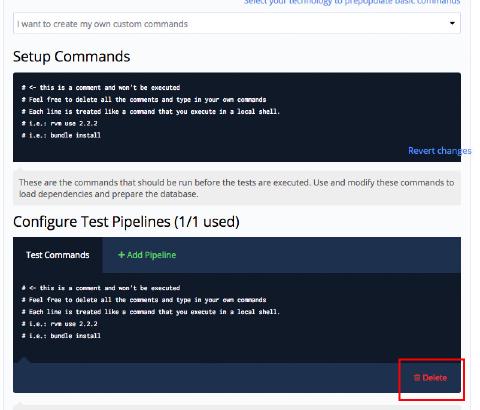 Select your technology to prepopulate basic commands
I want to create my own custom commands
Setup Commands
# <- this is a comment and won't be executed
# Feel free to delete all the comments and type in your own commands
# Each line is treated like a command that you execute in a local shell.
# i.e.: rvm use 2.2.2
# i.e.: bundle install
Revert changes
These are the commands that should be run before the tests are executed. Use and modify these commands to
load dependencies and prepare the database.
Configure Test Pipelines (1/1 used)
Test Commands
+ Add Pipeline
# <- this is a comment and won't be executed
# Feel free to delete all the comments and type in your own commands
# Each line is treated like a command that you execute in a local shell.
# i.e.: rvm use 2.2.2
# i.e.: bundle install
Delete